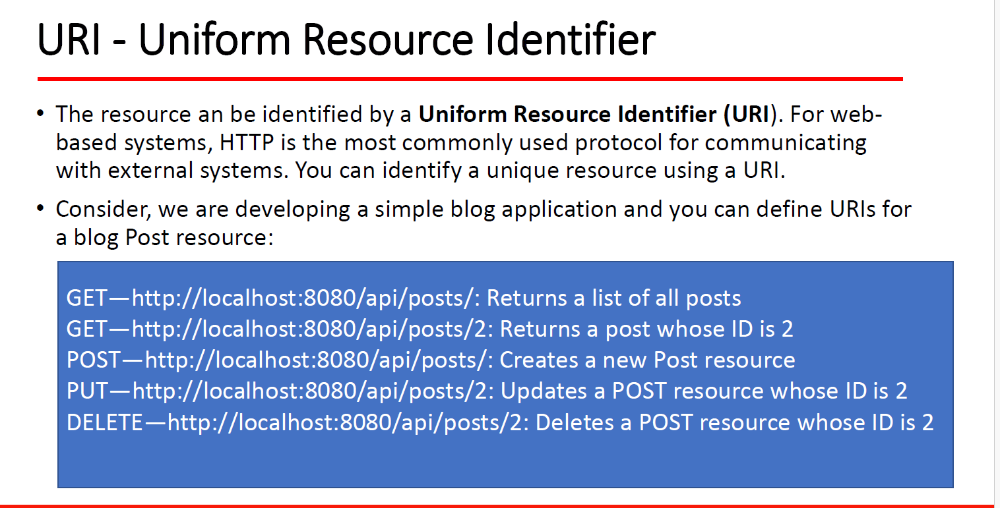 URI - Uniform Resource Identifier
• The resource an be identified by a Uniform Resource Identifier (URI). For web-
based systems, HTTP is the most commonly used protocol for communicating
with external systems. You can identify a unique resource using a URI.
• Consider, we are developing a simple blog application and you can define URIs for
a blog Post resource:
GET—http://localhost:8080/api/posts/: Returns a list of all posts
GET—http://localhost:8080/api/posts/2: Returns a post whose ID is 2
POST—http://localhost:8080/api/posts/: Creates a new Post resource
PUT—http://localhost:8080/api/posts/2: Updates a POST resource whose ID is 2
DELETE—http://localhost:8080/api/posts/2: Deletes a POST resource whose ID is 2